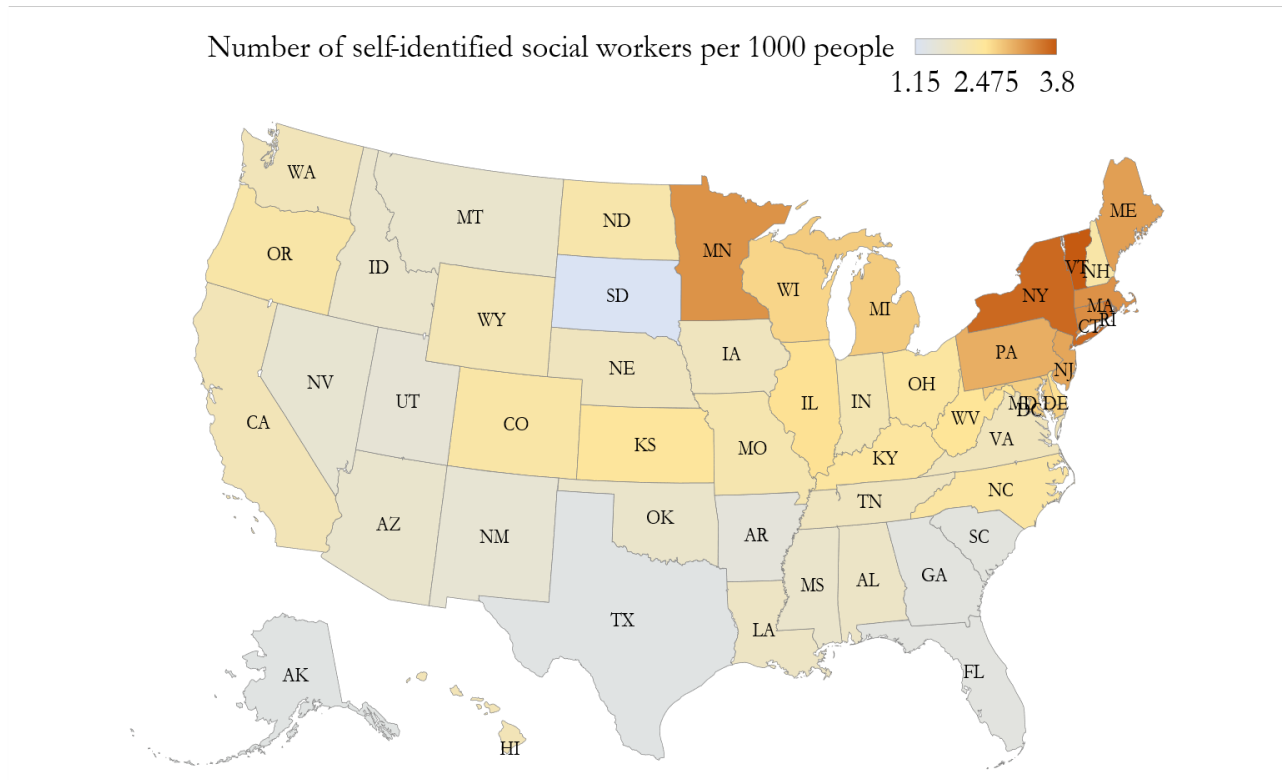 Number of self-identified social workers per 1000 people
1.15 2.475 3.8
WA
ME
MT
ND
MN
OR
ID
VT
NH
SD
WI
NY
MA
MI
WY
RI
CT
IA
PA
NE
NJ
NV
OH
UT
IL
IN
MD
DE
DC
CA
CO
WV
KS
VA
MO
KY
NC
TN
OK
AZ
NM
AR
SC
GA
MS
AL
TX
LA
AK
FL
HI